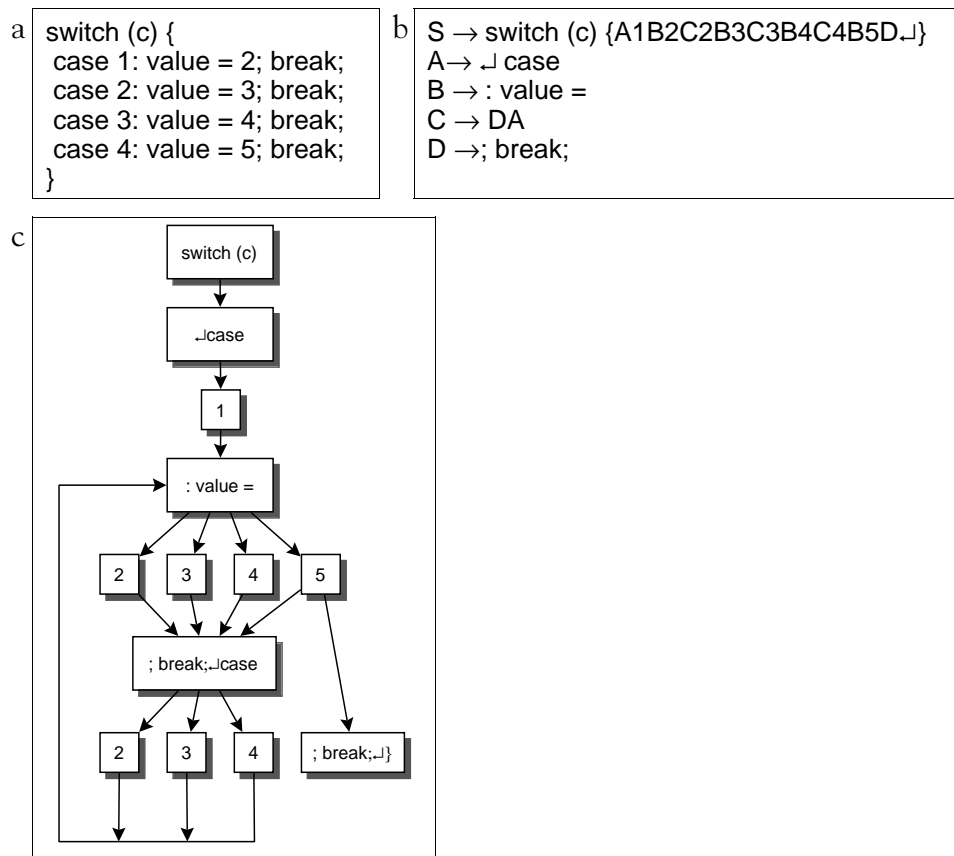 a
switch (c) {
case 1: value = 2; break;
case 2: value = 3; break;
case 3: value = 4; break;
case 4: value = 5; break;
}
b
S → switch (c) {A1B2C2B3C3B4C4B5D↵}
A→ ↵ case
B → : value =
C → DA
D →; break;
c
switch (c)
↵case
1
: value =
2 3 4 5
; break;↵case
2 3 4 ; break;↵}